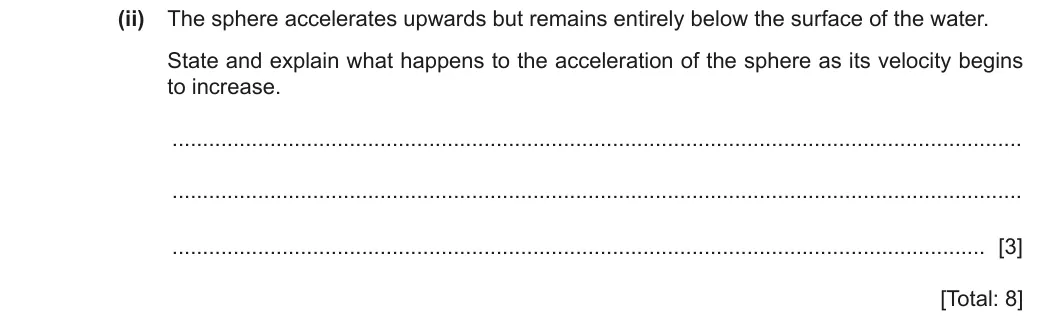 (ii) The sphere accelerates upwards but remains entirely below the surface of the water.
State and explain what happens to the acceleration of the sphere as its velocity begins
to increase.
..........................................................................................................................................
..........................................................................................................................................
..................................................................................................................................... [3]
[Total: 8]